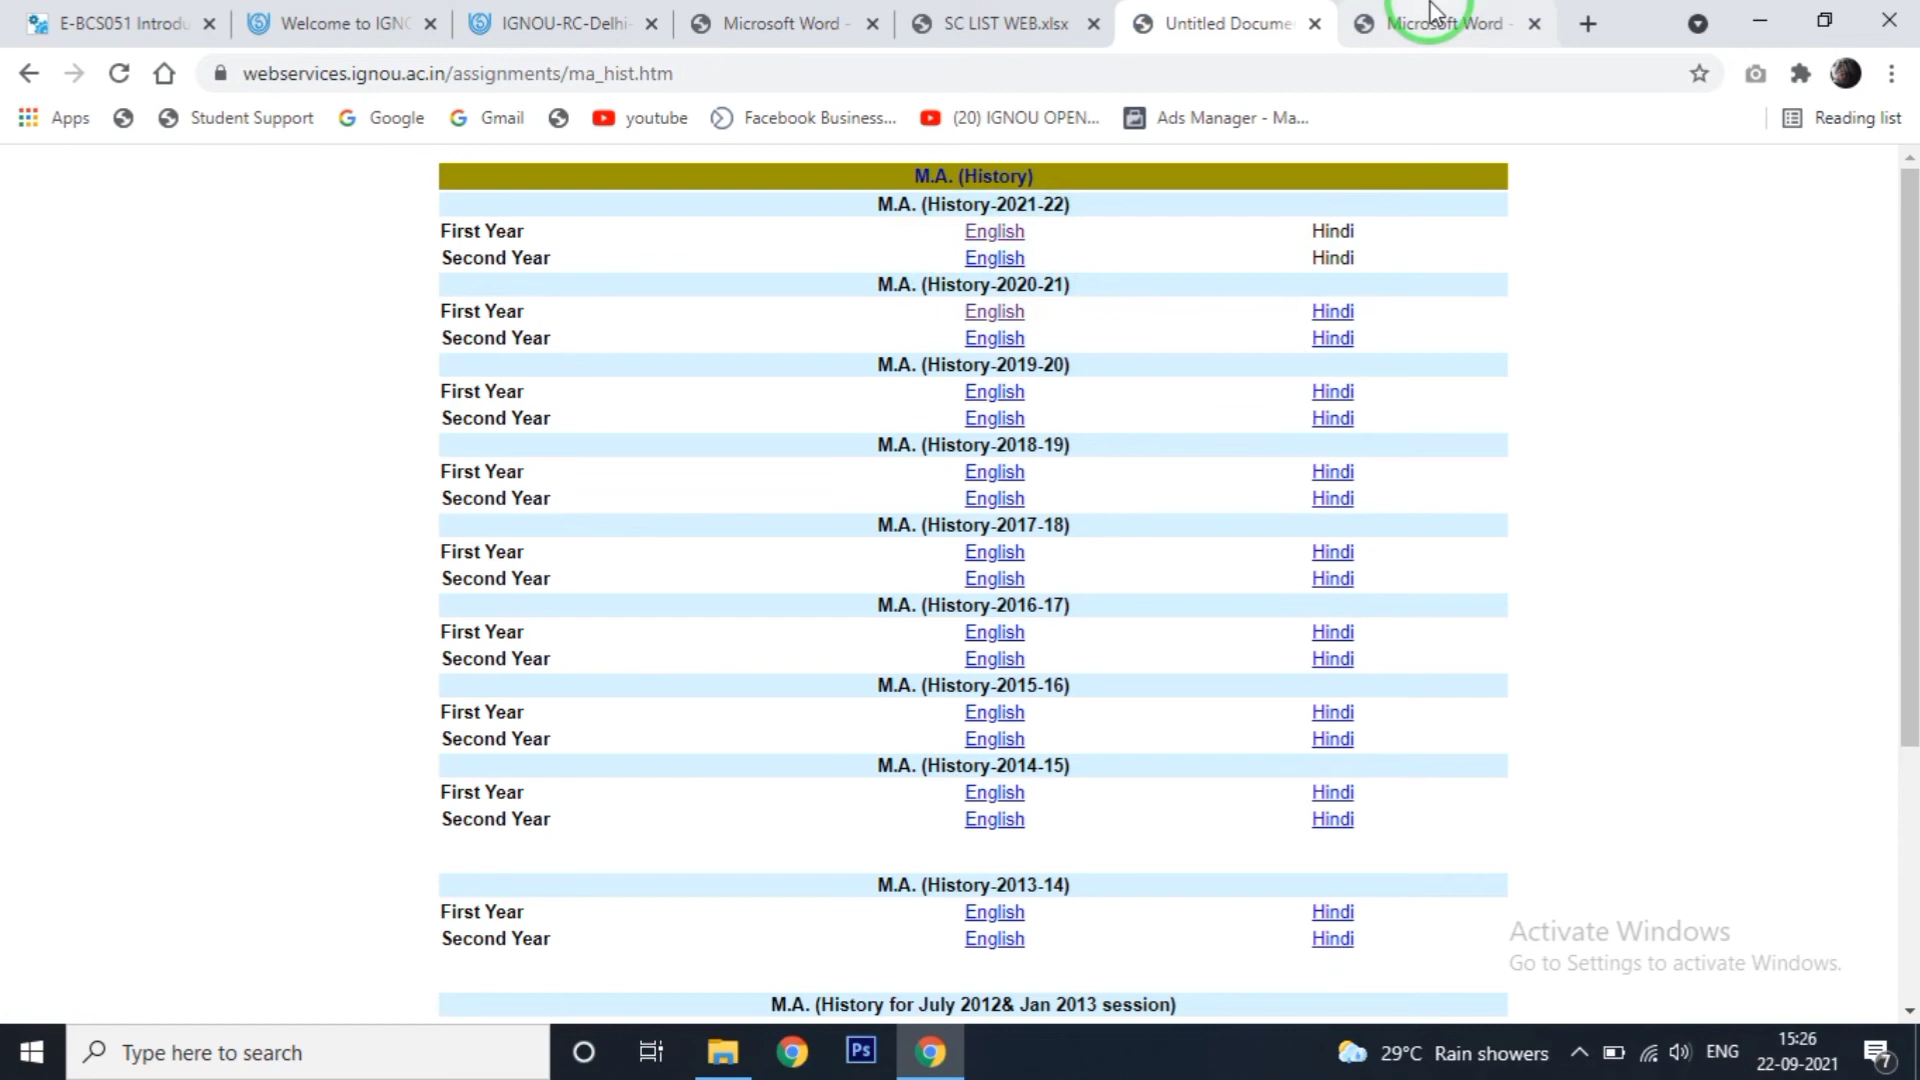 E-BCS051 Introdu
Welcome to IGNO
IGNOU-RC-Delhi-
Microsoft Word -
SC LIST WEB.xlsx
Untitled Docume
Microsoft Word -
webservices.ignou.ac.in/assignments/ma_hist.htm
Apps
Student Support
Google
Gmail
youtube
Facebook Business...
(20) IGNOU OPEN...
Ads Manager - Ma...
Reading list
M.A. (History)
M.A. (History-2021-22)
First Year English Hindi
Second Year English Hindi
M.A. (History-2020-21)
First Year English Hindi
Second Year English Hindi
M.A. (History-2019-20)
First Year English Hindi
Second Year English Hindi
M.A. (History-2018-19)
First Year English Hindi
Second Year English Hindi
M.A. (History-2017-18)
First Year English Hindi
Second Year English Hindi
M.A. (History-2016-17)
First Year English Hindi
Second Year English Hindi
M.A. (History-2015-16)
First Year English Hindi
Second Year English Hindi
M.A. (History-2014-15)
First Year English Hindi
Second Year English Hindi
M.A. (History-2013-14)
First Year English Hindi
Second Year English Hindi
M.A. (History for July 2012& Jan 2013 session)
Activate Windows
Go to Settings to activate Windows.
Type here to search
Ps
29°C Rain showers
ENG
15:26
22-09-2021
7